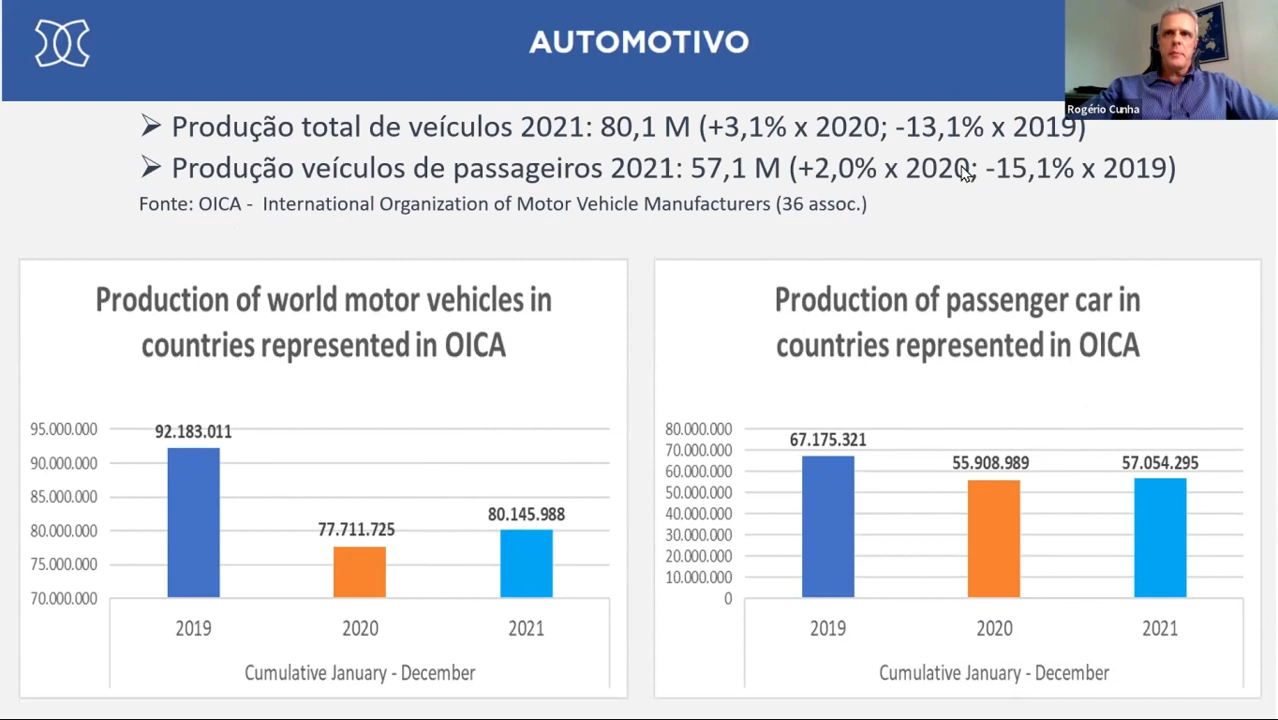 AUTOMOTIVO
Rogério Cunha
➢ Produção total de veículos 2021: 80,1 M (+3,1% x 2020; -13,1% x 2019)
➢ Produção veículos de passageiros 2021: 57,1 M (+2,0% x 2020; -15,1% x 2019)
Fonte: OICA - International Organization of Motor Vehicle Manufacturers (36 assoc.)
Production of world motor vehicles in
countries represented in OICA
95.000.000
90.000.000
85.000.000
80.000.000
75.000.000
70.000.000
92.183.011
77.711.725
80.145.988
2019 2020 2021
Cumulative January - December
Production of passenger car in
countries represented in OICA
80.000.000
70.000.000
60.000.000
50.000.000
40.000.000
30.000.000
20.000.000
10.000.000
0
67.175.321
55.908.989
57.054.295
2019 2020 2021
Cumulative January - December